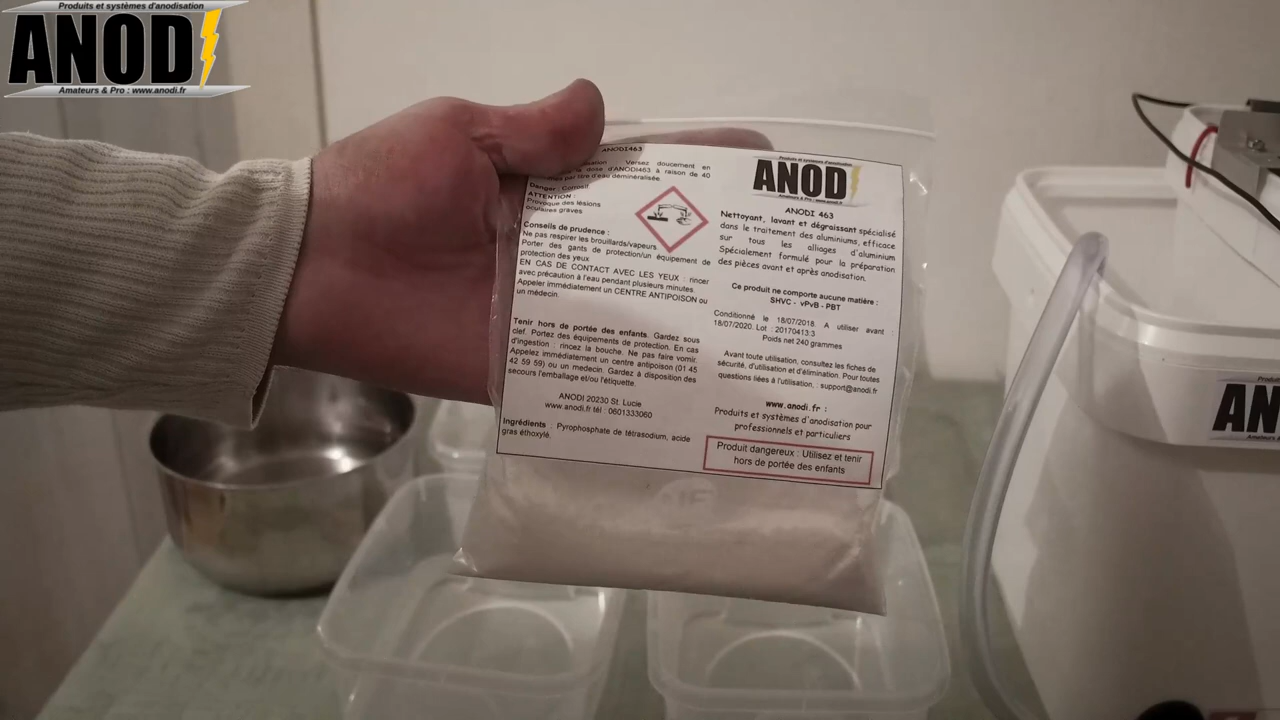 Produits et systèmes d'anodisation
ANODI
Amateurs & Pro : www.anodi.fr
ANODI463
Versez doucement en
dose d'ANODI463 à raison de 40
par litre d'eau déminéralisée.
Danger : Corrosif
ATTENTION :
Provoque des lésions
oculaires graves
Conseils de prudence :
Ne pas respirer les brouillards/vapeurs
Porter des gants de protection/un équipement de
protection des yeux
EN CAS DE CONTACT AVEC LES YEUX : rincer
avec précaution à l'eau pendant plusieurs minutes.
Appeler immédiatement un CENTRE ANTIPOISON ou
un médecin.
Tenir hors de portée des enfants. Gardez sous
clef. Portez des équipements de protection. En cas
d'ingestion : rincez la bouche. Ne pas faire vomir.
Appelez immédiatement un centre antipoison (01 45
42 59 59) ou un medecin. Gardez à disposition des
secours l'emballage et/ou l'étiquette.
ANODI 20230 St. Lucie
www.anodi.fr tél : 0601333060
Ingrédients : Pyrophosphate de tétrasodium, acide
gras éthoxylé.
Produits et systèmes d'anodisation
ANODI
Amateurs & Pro : www.anodi.fr
ANODI 463
Nettoyant, lavant et dégraissant spécialisé
dans le traitement des aluminiums, efficace
sur tous les alliages d'aluminium
Spécialement formulé pour la préparation
des pièces avant et après anodisation.
Ce produit ne comporte aucune matière :
SHVC - vPvB - PBT
Conditionné le 18/07/2018. A utiliser avant :
18/07/2020. Lot : 20170413:3
Poids net 240 grammes
Avant toute utilisation, consultez les fiches de
sécurité, d'utilisation et d'élimination. Pour toutes
questions liées à l'utilisation, : support@anodi.fr
www.anodi.fr :
Produits et systèmes d'anodisation pour
professionnels et particuliers
Produit dangereux : Utilisez et tenir
hors de portée des enfants
AN